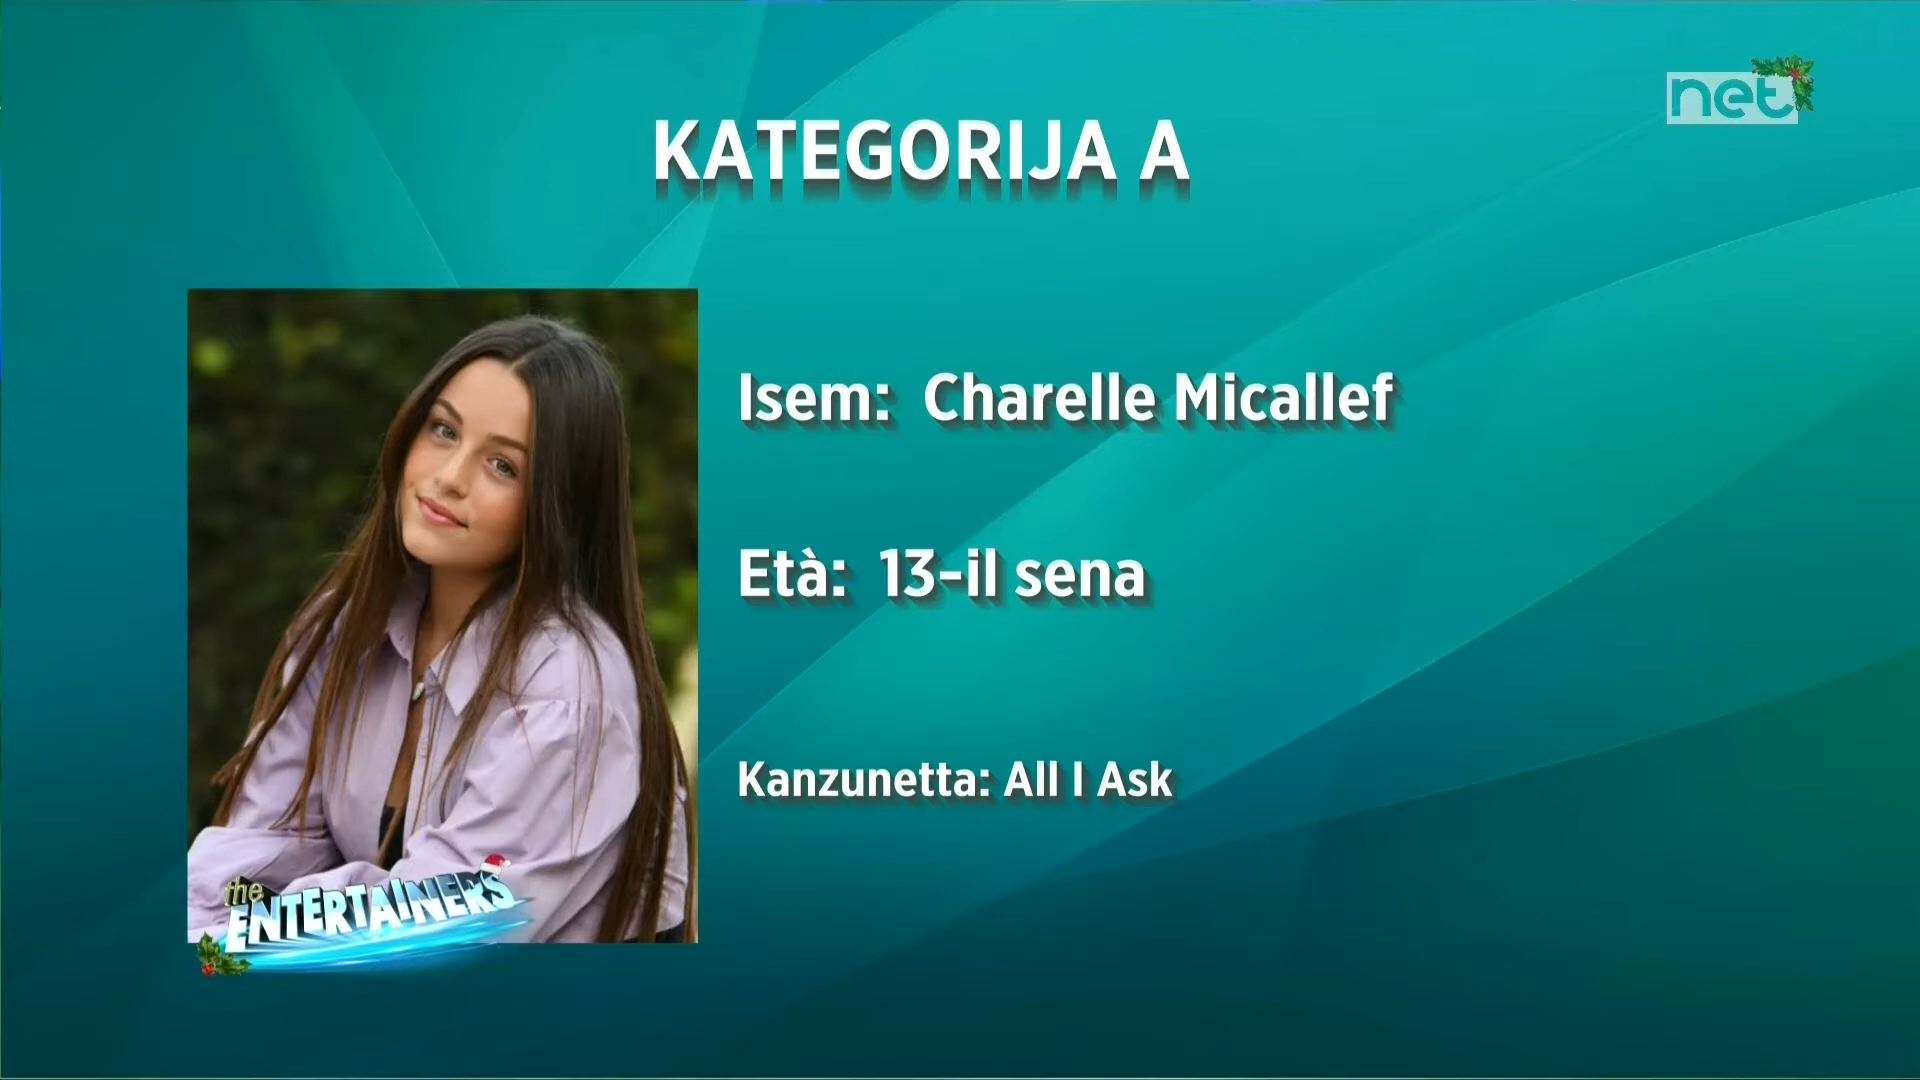 net
KATEGORIJA A
Isem: Charelle Micallef
Età: 13-il sena
Kanzunetta: All I Ask
the
ENTERTAINERS